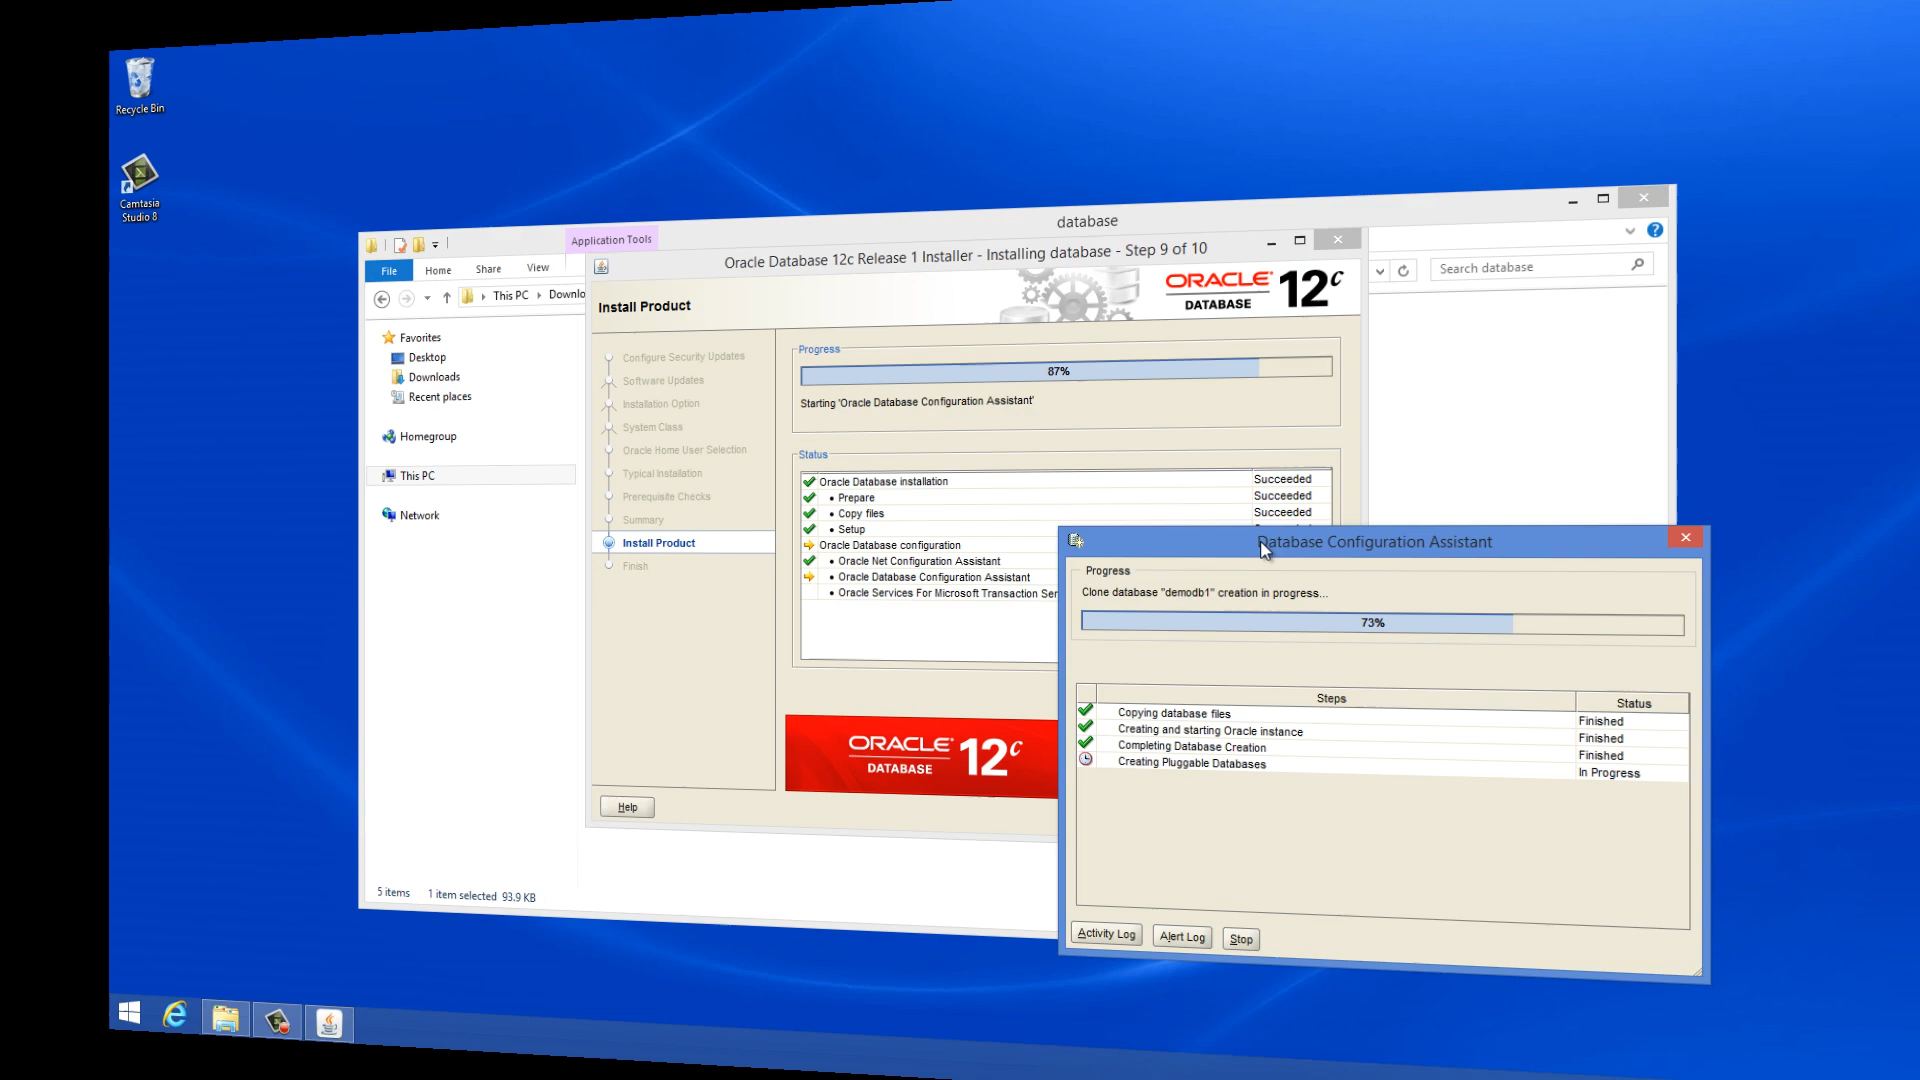 Recycle Bin
Camtasia
Studio 8
database
Application Tools
File
Home
Share
View
This PC
Downlo
Search database
Favorites
Desktop
Downloads
Recent places
Homegroup
This PC
Network
5 items
1 item selected 93.9 KB
Oracle Database 12c Release 1 Installer - Installing database - Step 9 of 10
Install Product
ORACLE
DATABASE
12c
Configure Security Updates
Software Updates
Installation Option
System Class
Oracle Home User Selection
Typical Installation
Prerequisite Checks
Summary
Install Product
Finish
Progress
87%
Starting 'Oracle Database Configuration Assistant'
Status
Oracle Database installation Succeeded
• Prepare Succeeded
• Copy files Succeeded
• Setup
Oracle Database configuration
• Oracle Net Configuration Assistant
• Oracle Database Configuration Assistant
• Oracle Services For Microsoft Transaction Ser
ORACLE
DATABASE
12c
Help
Database Configuration Assistant
Progress
Clone database "demodb1" creation in progress...
73%
Steps Status
Copying database files Finished
Creating and starting Oracle instance Finished
Completing Database Creation Finished
Creating Pluggable Databases In Progress
Activity Log
Alert Log
Stop